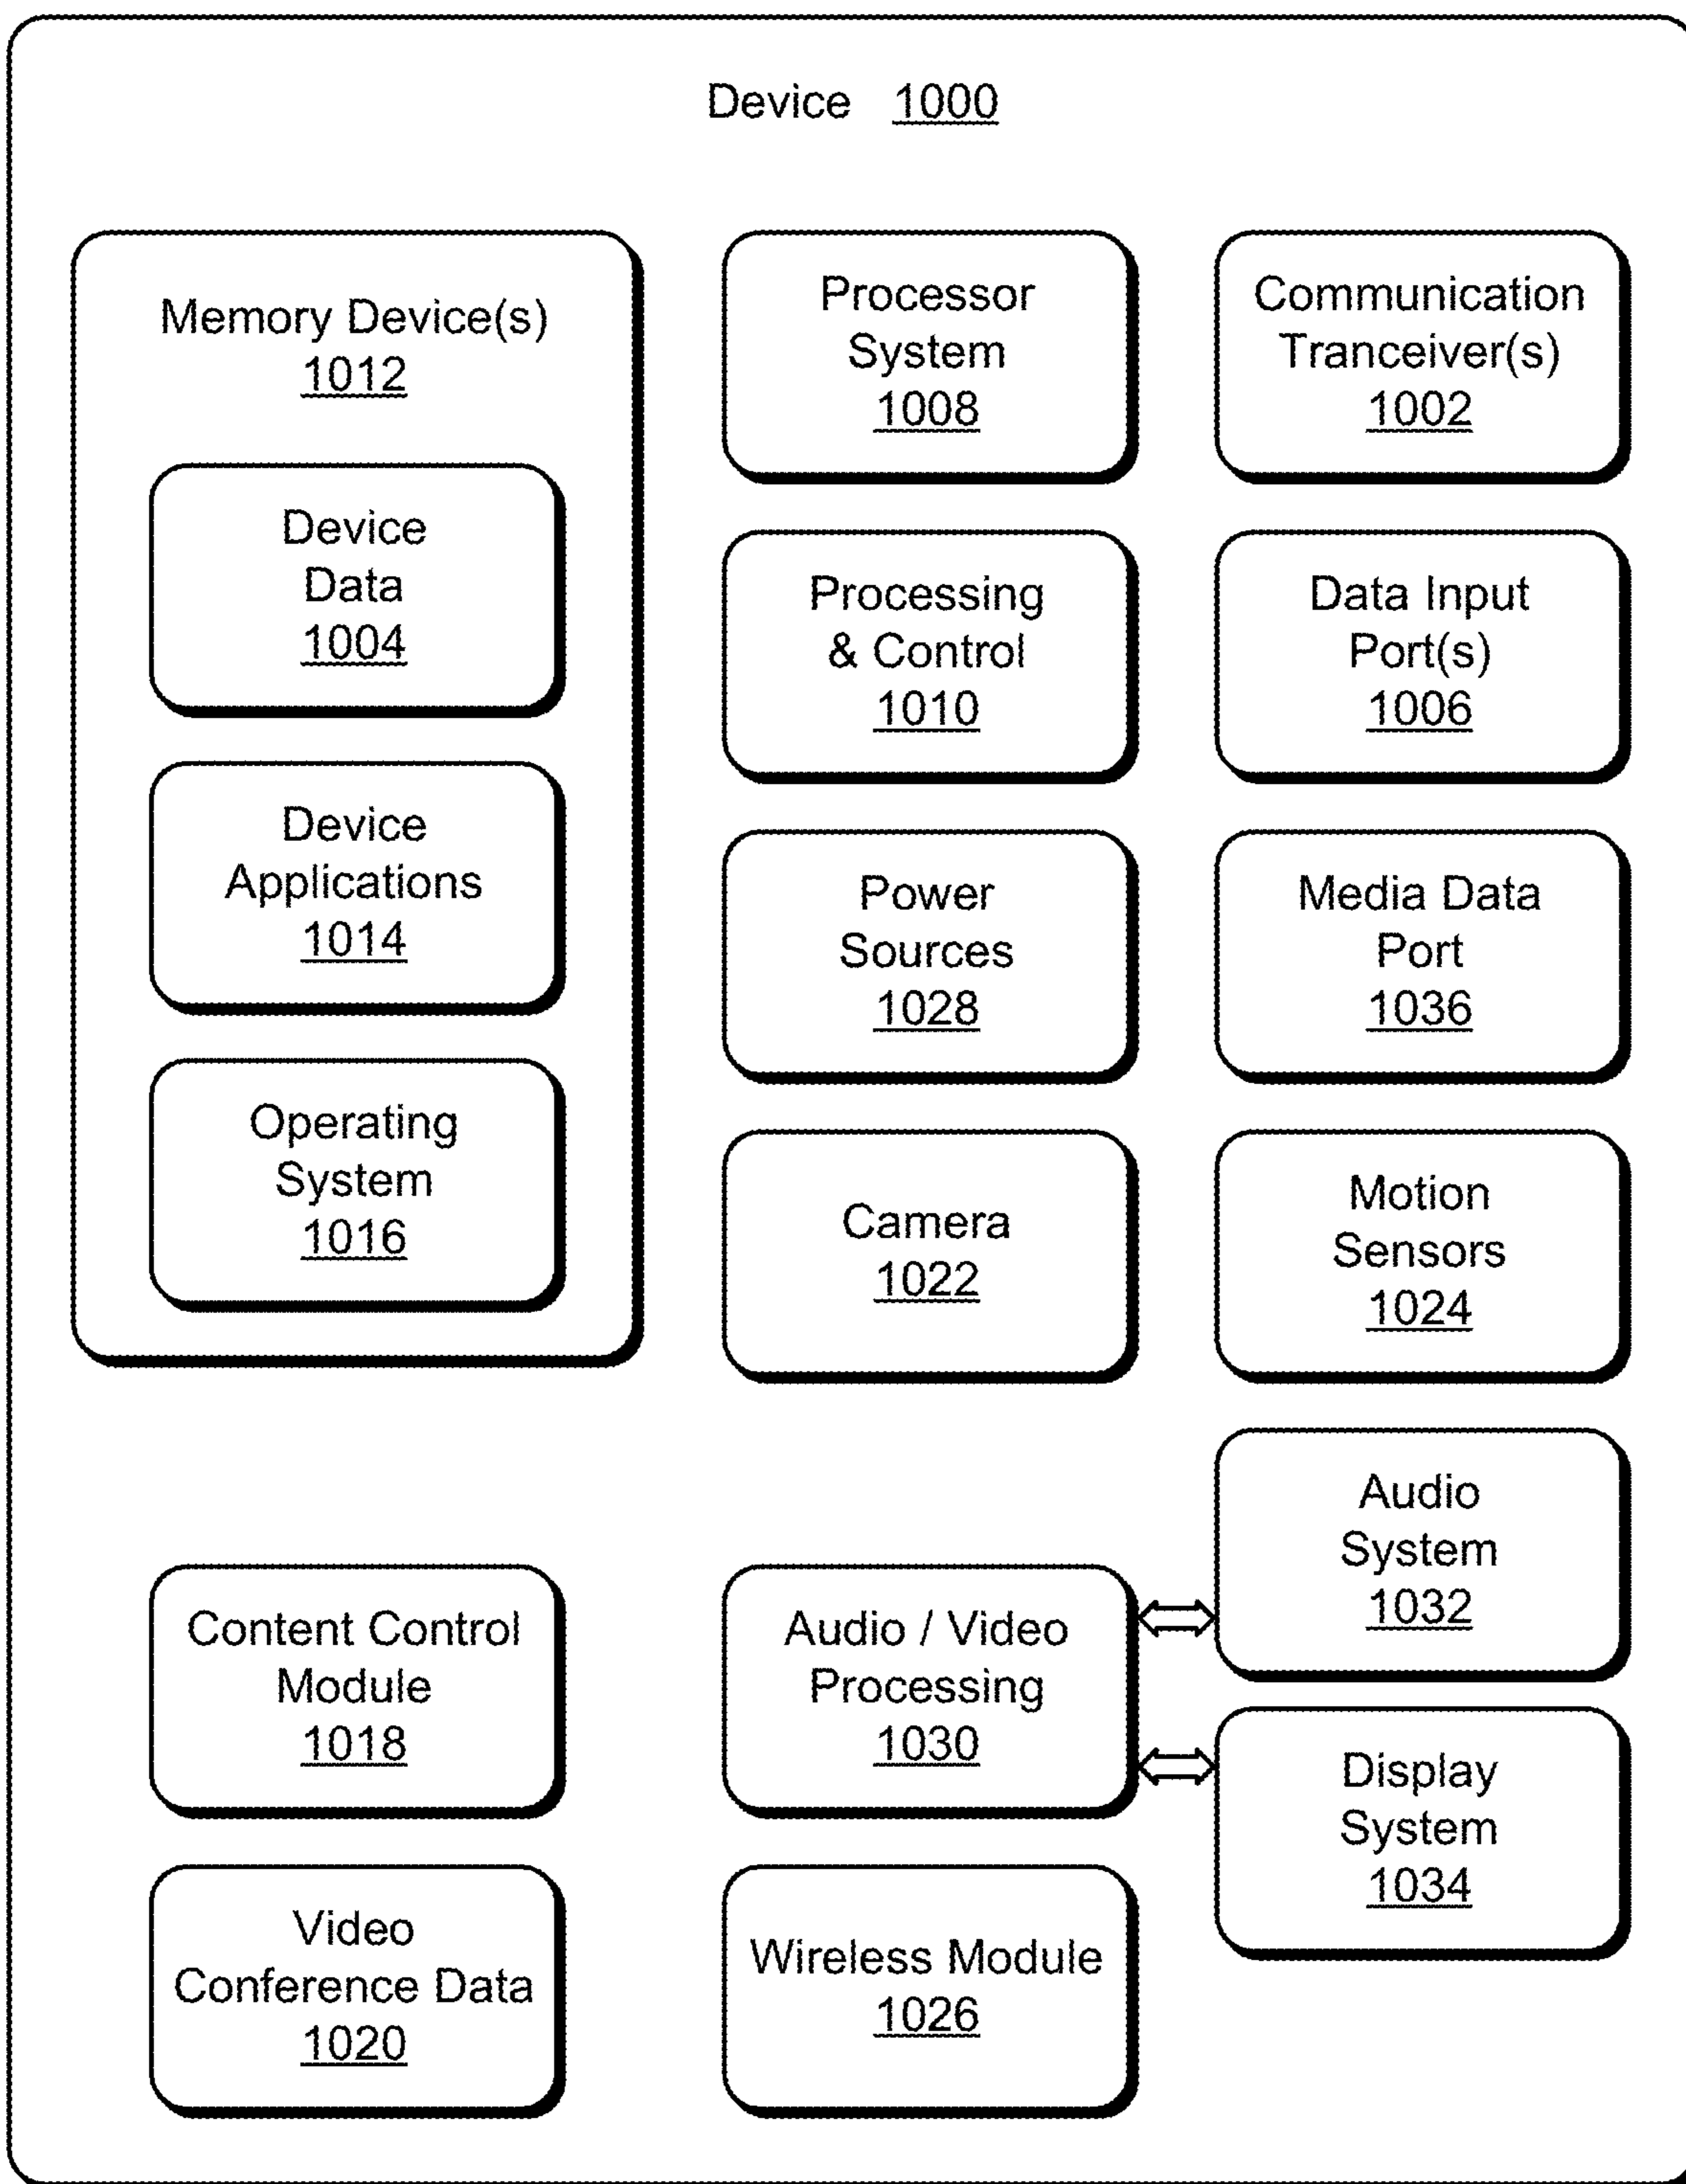 Device 1000
Memory Device(s)
1012
Device
Data
1004
Device
Applications
1014
Operating
System
1016
Processor
System
1008
Communication
Tranceiver(s)
1002
Processing
& Control
1010
Data Input
Port(s)
1006
Power
Sources
1028
Media Data
Port
1036
Camera
1022
Motion
Sensors
1024
Content Control
Module
1018
Audio / Video
Processing
1030
Audio
System
1032
Display
System
1034
Video
Conference Data
1020
Wireless Module
1026